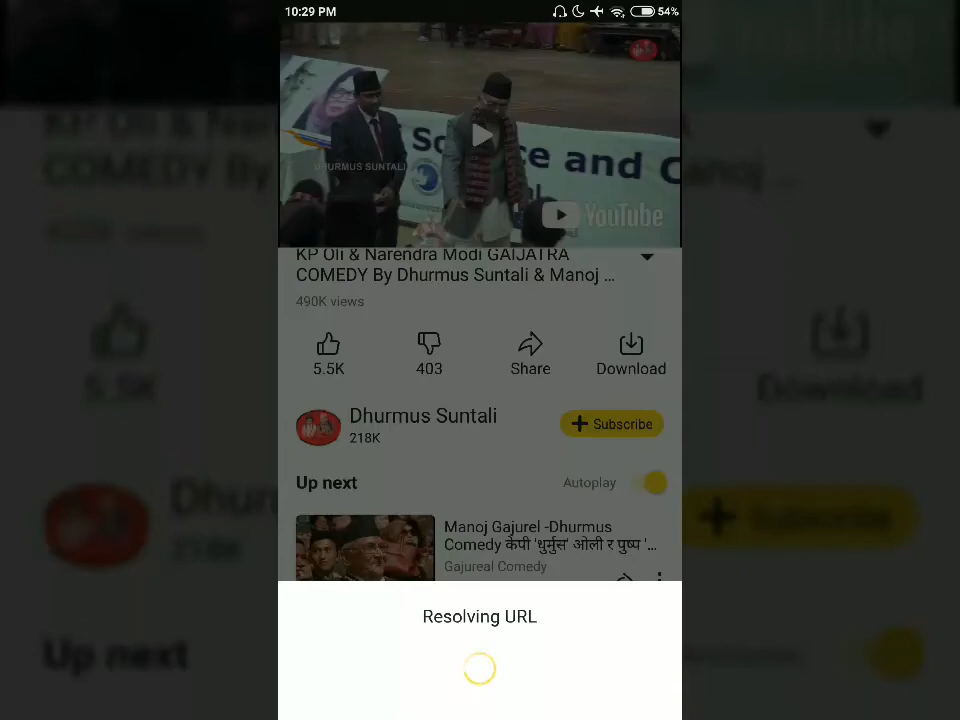 10:29 PM
54%
DHURMUS SUNTALI
YouTube
KP Oli & Narendra Modi GAIJATRA
COMEDY By Dhurmus Suntali & Manoj ...
490K views
5.5K
403
Share
Download
Dhurmus Suntali
218K
Subscribe
Up next
Autoplay
Manoj Gajurel -Dhurmus
Comedy केपी 'धुर्मुस' ओली र पुष्प '...
Gajureal Comedy
Resolving URL